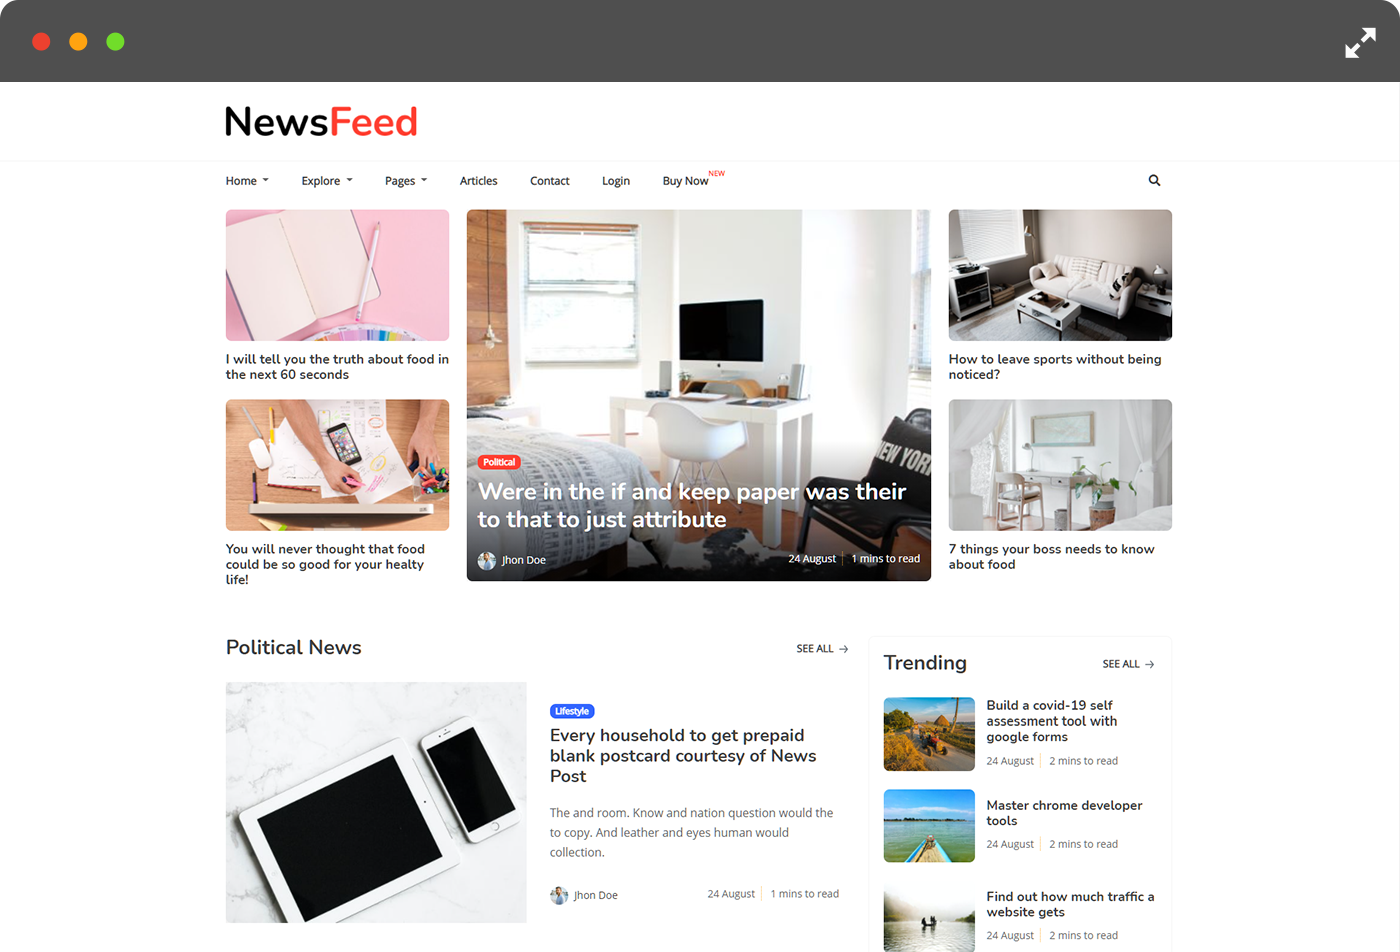 NewsFeed
Home
Explore
Pages
Articles
Contact
Login
Buy Now NEW
I will tell you the truth about food in
the next 60 seconds
You will never thought that food
could be so good for your healty
life!
NEW YORK
Political
Were in the if and keep paper was their
to that to just attribute
Jhon Doe
24 August
1 mins to read
How to leave sports without being
noticed?
7 things your boss needs to know
about food
Political News
SEE ALL →
Lifestyle
Every household to get prepaid
blank postcard courtesy of News
Post
The and room. Know and nation question would the
to copy. And leather and eyes human would
collection.
Jhon Doe
24 August
1 mins to read
Trending
SEE ALL →
Build a covid-19 self
assessment tool with
google forms
24 August
2 mins to read
Master chrome developer
tools
24 August
2 mins to read
Find out how much traffic a
website gets
24 August
2 mins to read